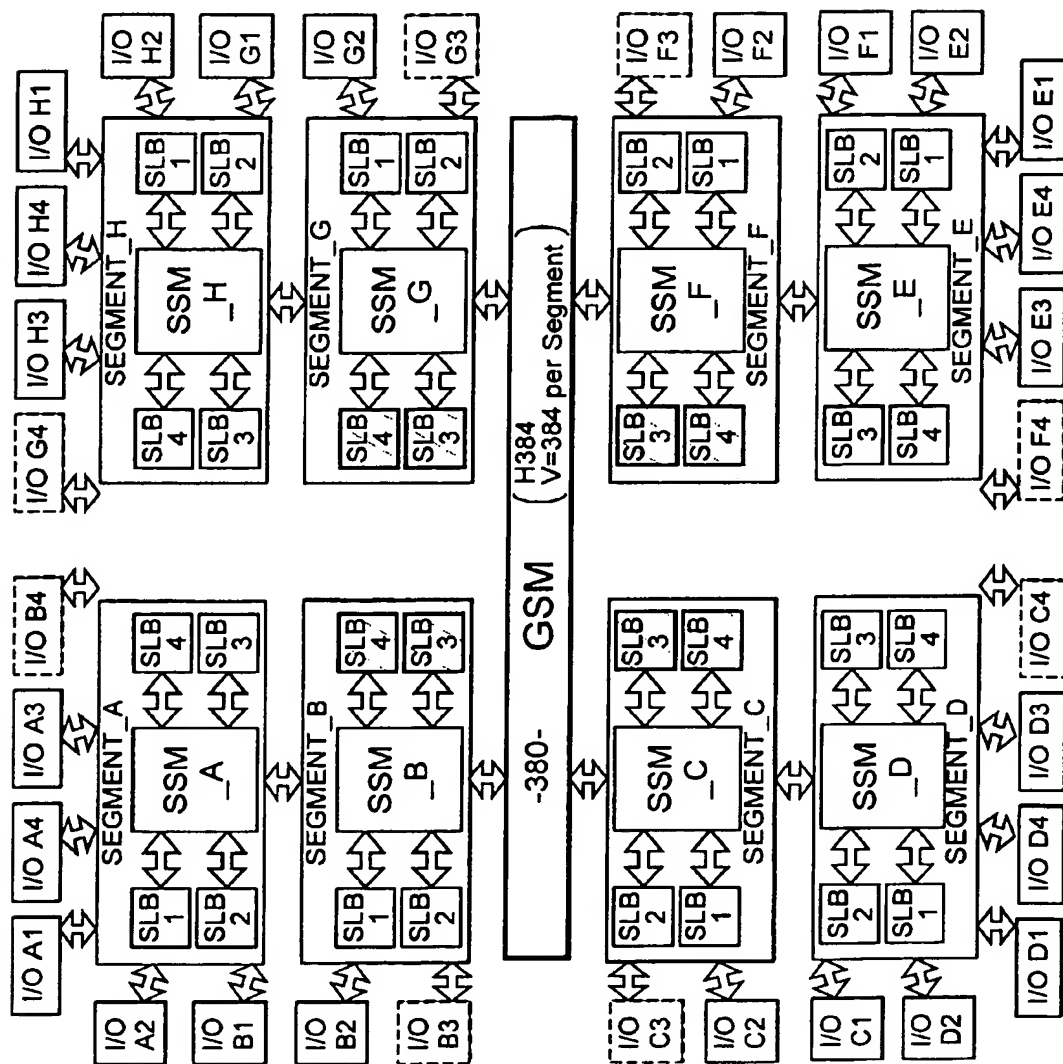 I/O A1
I/O A4
I/O A3
I/O B4
I/O G4
I/O H3
I/O H4
I/O H1
I/O
A2
SEGMENT_A
SLB
1
SLB
2
SSM
_A
SLB
4
SLB
3
SEGMENT_H
SLB
4
SLB
3
SSM
_H
SLB
1
SLB
2
I/O
H2
I/O
B1
I/O
G1
I/O
B2
SEGMENT_B
SLB
1
SLB
2
SSM
_B
SLB
4
SLB
3
SEGMENT_G
SLB
4
SLB
3
SSM
_G
SLB
1
SLB
2
I/O
G2
I/O
B3
I/O
G3
-380-
GSM
(H384
V=384 per Segment)
I/O
C3
SLB
2
SLB
1
SSM
_C
SLB
3
SLB
4
SEGMENT_C
SLB
3
SLB
4
SSM
_F
SLB
2
SLB
1
SEGMENT_F
I/O
F3
I/O
C2
I/O
F2
I/O
C1
SLB
2
SLB
1
SSM
_D
SLB
3
SLB
4
SEGMENT_D
SLB
3
SLB
4
SSM
_E
SLB
2
SLB
1
SEGMENT_E
I/O
F1
I/O
D2
I/O
E2
I/O D1
I/O D4
I/O D3
I/O C4
I/O F4
I/O E3
I/O E4
I/O E1